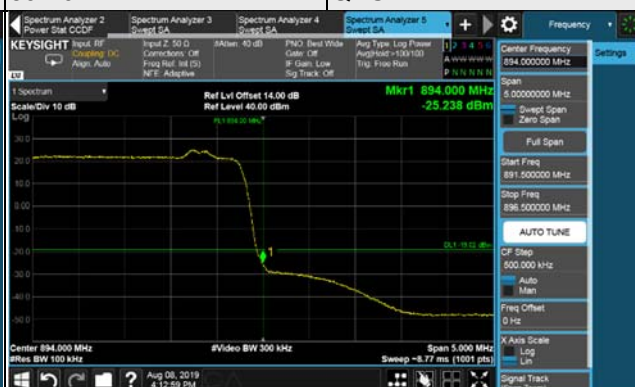 Spectrum Analyzer 2
Power Stat CCDF
Spectrum Analyzer 3
Swept SA
Spectrum Analyzer 4
Swept SA
Spectrum Analyzer 5
Swept SA
+
Frequency
KEYSIGHT
Input: RF
Coupling: DC
Align: Auto
Input Z: 50 Ω
Corrections: Off
Freq Ref: Int (S)
NFE: Adaptive
#Atten: 40 dB
PNO: Best Wide
Gate: Off
IF Gain: Low
Sig Track: Off
Avg Type: Log Power
Avg|Hold:>100/100
Trig: Free Run
1 2 3 4 5 6
A W W W W W
P N N N N N
LW
Center Frequency
894.000000 MHz
Settings
Span
5.00000000 MHz
Swept Span
Zero Span
Full Span
Start Freq
891.500000 MHz
Stop Freq
896.500000 MHz
AUTO TUNE
CF Step
500.000 kHz
Auto
Man
Freq Offset
0 Hz
X Axis Scale
Log
Lin
Signal Track
1 Spectrum
Scale/Div 10 dB
Log
Ref Lvl Offset 14.00 dB
Ref Level 40.00 dBm
Mkr1 894.000 MHz
-25.238 dBm
30.0
20.0
10.0
0.00
-10.0
-20.0
-30.0
-40.0
-50.0
1
Center 894.000 MHz
#Res BW 100 kHz
#Video BW 300 kHz
Span 5.000 MHz
Sweep ~8.77 ms (1001 pts)
?
Aug 08, 2019
4:12:59 PM